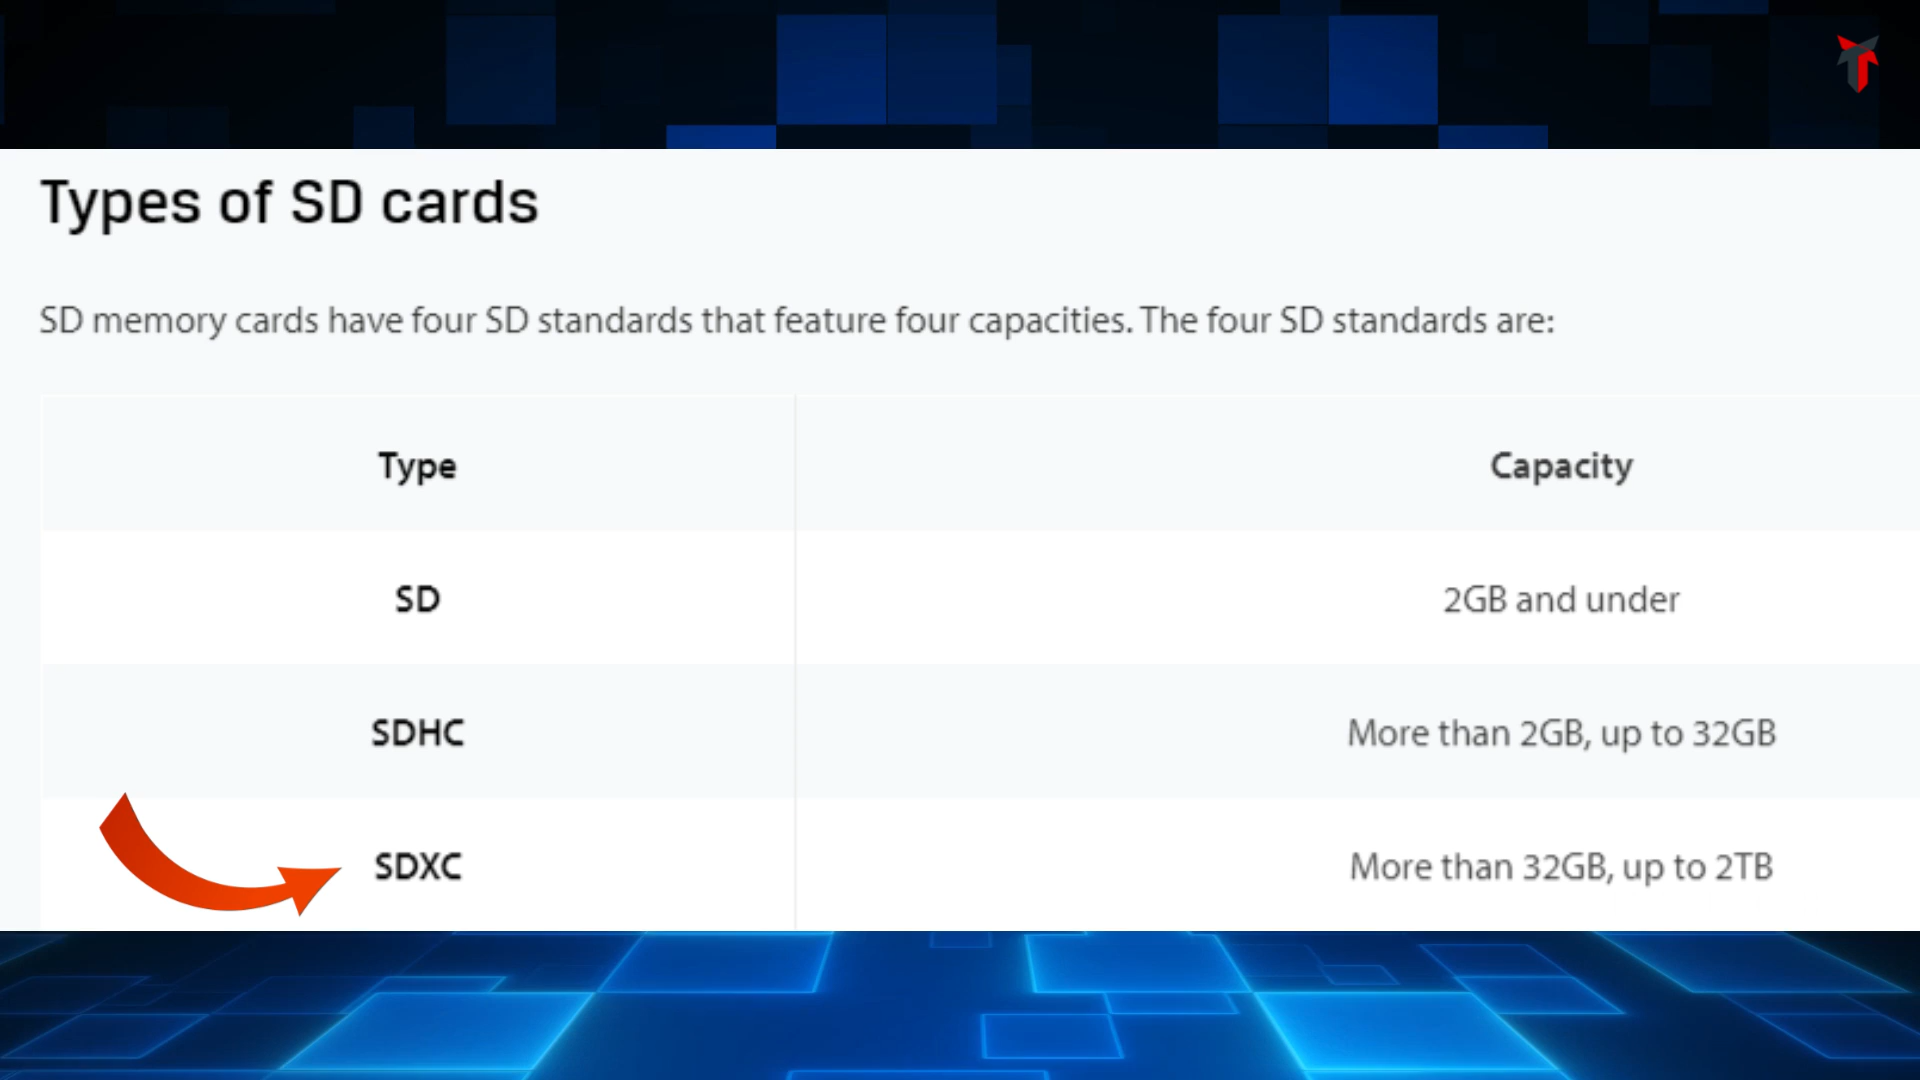 Types of SD cards
SD memory cards have four SD standards that feature four capacities. The four SD standards are:
Type Capacity
SD 2GB and under
SDHC More than 2GB, up to 32GB
SDXC More than 32GB, up to 2TB